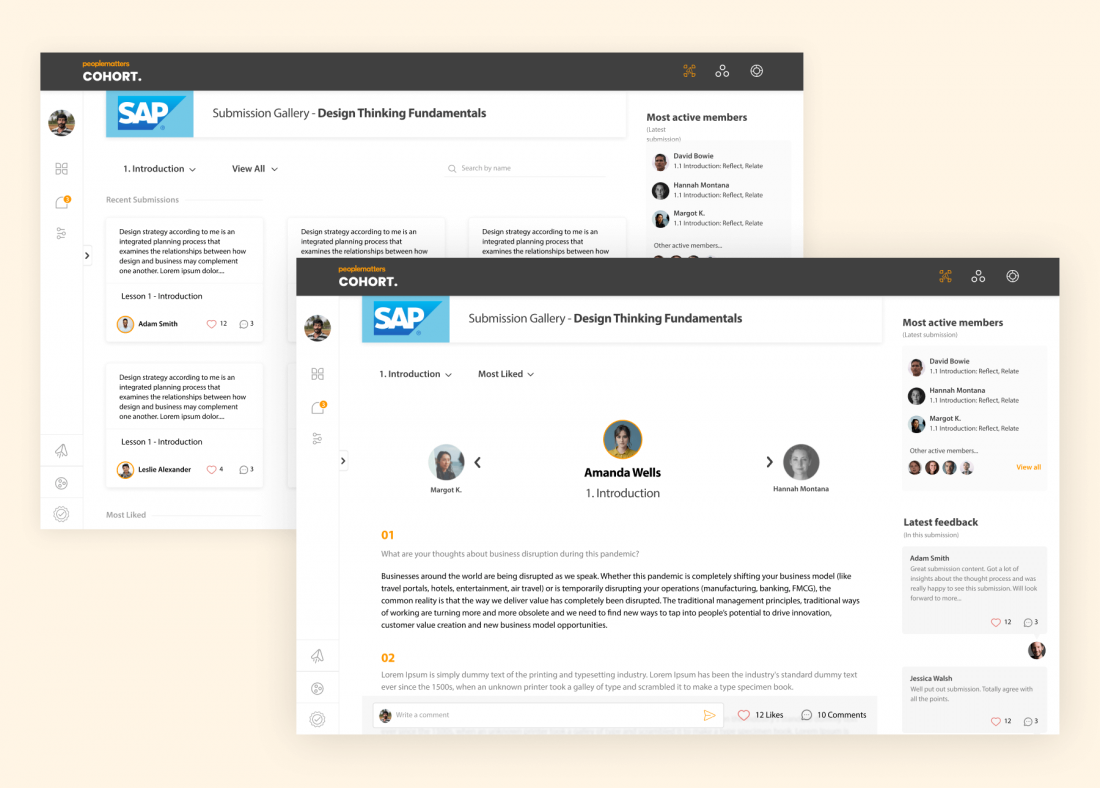 peoplematters
COHORT.
SAP
Submission Gallery - Design Thinking Fundamentals
1. Introduction
View All
Search by name
Recent Submissions
Design strategy according to me is an
integrated planning process that
examines the relationships between how
design and business may complement
one another. Lorem ipsum dolor....
Lesson 1 - Introduction
Adam Smith
12
3
Design strategy according to me is an
integrated planning process that
examines the relationships between how
Design strategy according to me is an
integrated planning process that
examines the relationships between how
Design strategy according to me is an
integrated planning process that
examines the relationships between how
design and business may complement
one another. Lorem ipsum dolor....
Lesson 1 - Introduction
Leslie Alexander
4
3
Most Liked
Most active members
(Latest
submission)
David Bowie
1.1 Introduction: Reflect, Relate
Hannah Montana
1.1 Introduction: Reflect, Relate
Margot K.
1.1 Introduction: Reflect, Relate
Other active members...
3
peoplematters
COHORT.
SAP
Submission Gallery - Design Thinking Fundamentals
3
1. Introduction
Most Liked
Margot K.
Amanda Wells
1. Introduction
Hannah Montana
01
What are your thoughts about business disruption during this pandemic?
Businesses around the world are being disrupted as we speak. Whether this pandemic is completely shifting your business model (like
travel portals, hotels, entertainment, air travel) or is temporarily disrupting your operations (manufacturing, banking, FMCG), the
common reality is that the way we deliver value has completely been disrupted. The traditional management principles, traditional ways
of working are turning more and more obsolete and we need to find new ways to tap into people's potential to drive innovation,
customer value creation and new business model opportunities.
02
Lorem Ipsum is simply dummy text of the printing and typesetting industry. Lorem Ipsum has been the industry's standard dummy text
ever since the 1500s, when an unknown printer took a galley of type and scrambled it to make a type specimen book.
Write a comment
12 Likes
10 Comments
Most active members
(Latest submission)
David Bowie
1.1 Introduction: Reflect, Relate
Hannah Montana
1.1 Introduction: Reflect, Relate
Margot K.
1.1 Introduction: Reflect, Relate
Other active members...
View all
Latest feedback
(In this submission)
Adam Smith
Great submission content. Got a lot of
insights about the thought process and was
really happy to see this submission. Will look
forward to more...
12
3
Jessica Walsh
Well put out submission. Totally agree with
all the points.
12
3